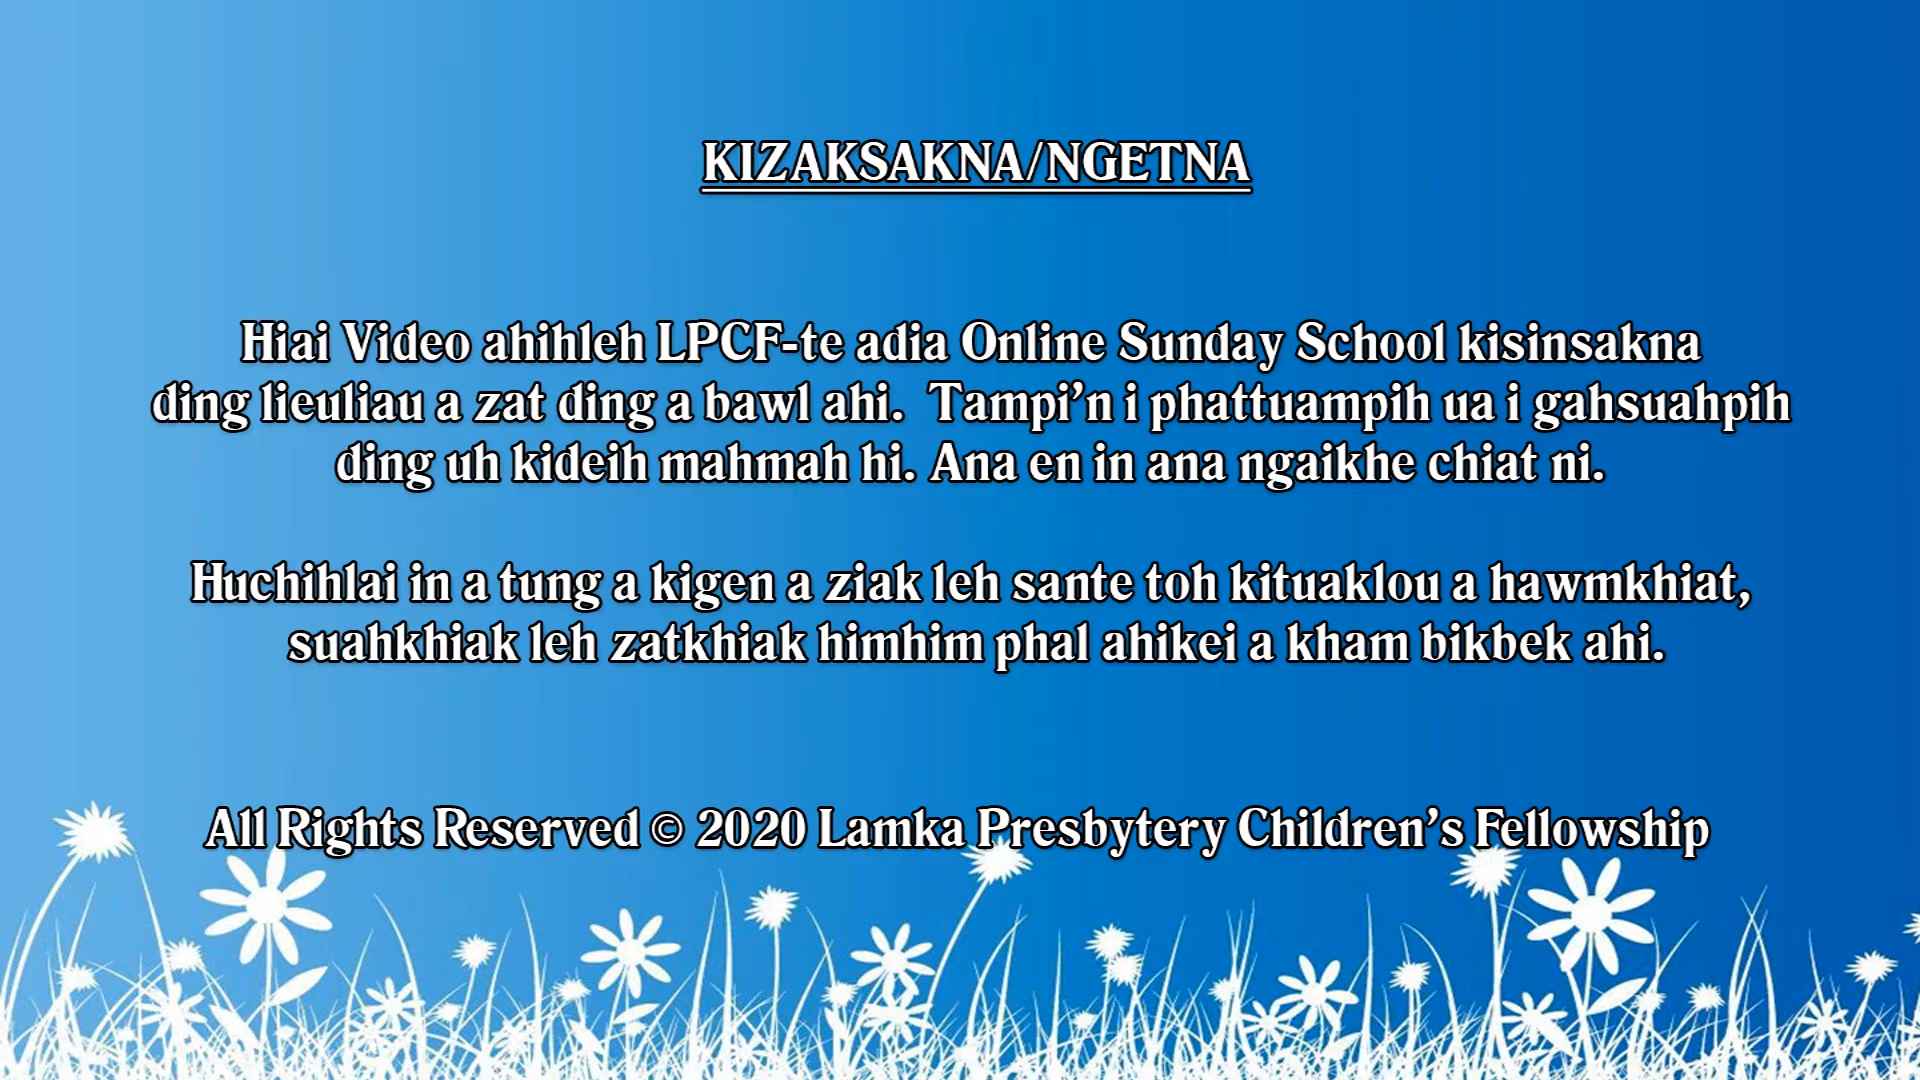 KIZAKSAKNA/NGETNA
Hiai Video ahihleh LPCF-te adia Online Sunday School kisinsakna
ding lieuliau a zat ding a bawl ahi.  Tampi’n i phattuampih ua i gahsuahpih
ding uh kideih mahmah hi. Ana en in ana ngaikhe chiat ni.
Huchihlai in a tung a kigen a ziak leh sante toh kituaklou a hawmkhiat,
suahkhiak leh zatkhiak himhim phal ahikei a kham bikbek ahi.
All Rights Reserved © 2020 Lamka Presbytery Children’s Fellowship